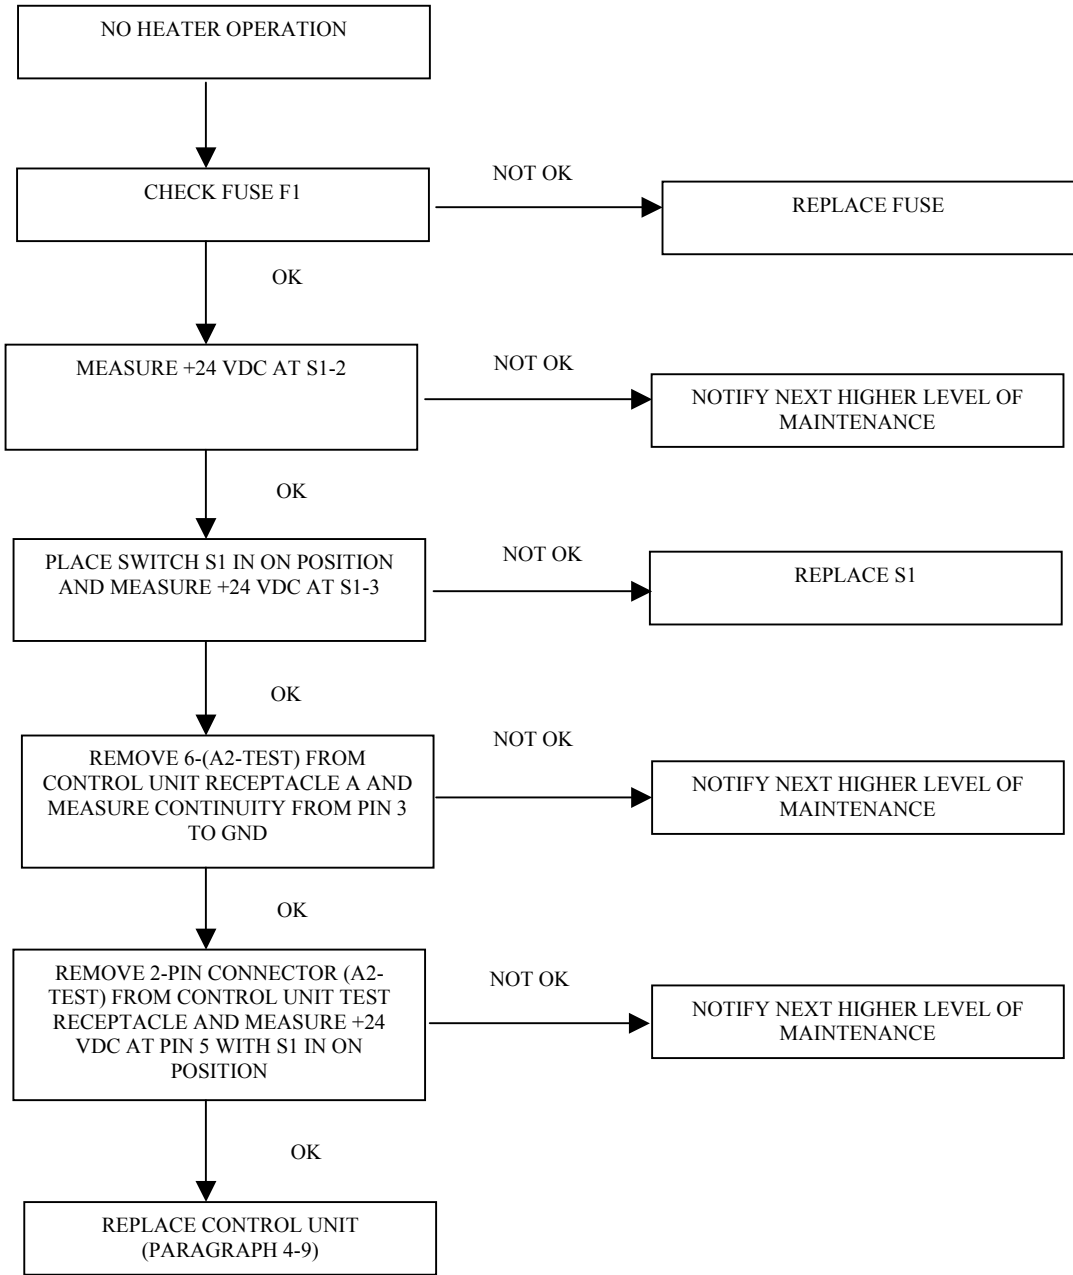 NO HEATER OPERATION
CHECK FUSE F1
NOT OK
REPLACE FUSE
OK
MEASURE +24 VDC AT S1-2
NOT OK
NOTIFY NEXT HIGHER LEVEL OF
MAINTENANCE
OK
PLACE SWITCH S1 IN ON POSITION
AND MEASURE +24 VDC AT S1-3
NOT OK
REPLACE S1
OK
REMOVE 6-(A2-TEST) FROM
CONTROL UNIT RECEPTACLE A AND
MEASURE CONTINUITY FROM PIN 3
TO GND
NOT OK
NOTIFY NEXT HIGHER LEVEL OF
MAINTENANCE
OK
REMOVE 2-PIN CONNECTOR (A2-
TEST) FROM CONTROL UNIT TEST
RECEPTACLE AND MEASURE +24
VDC AT PIN 5 WITH S1 IN ON
POSITION
NOT OK
NOTIFY NEXT HIGHER LEVEL OF
MAINTENANCE
OK
REPLACE CONTROL UNIT
(PARAGRAPH 4-9)